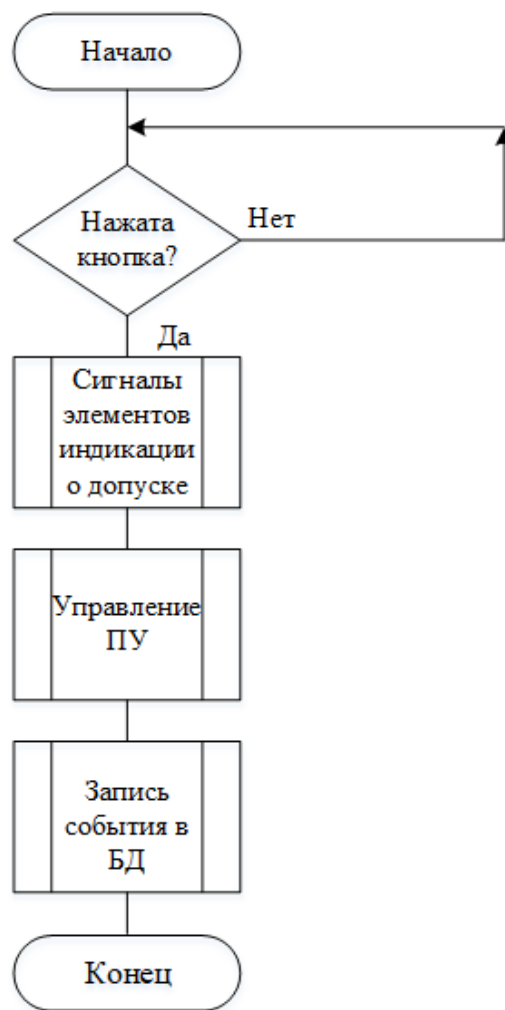 Начало
Нажата
кнопка?
Нет
Да
Сигналы
элементов
индикации
о допуске
Управление
ПУ
Запись
события в
БД
Конец